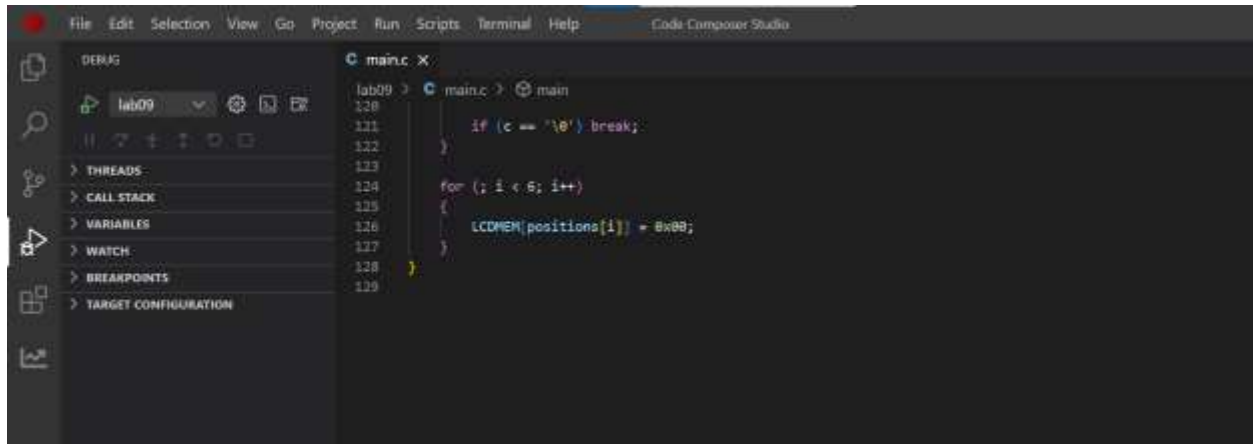 File Edit Selection View Go Project Run Scripts Terminal Help Code Composer Studio
DEBUG
lab09
THREADS
CALL STACK
VARIABLES
WATCH
BREAKPOINTS
TARGET CONFIGURATION
C main.c X
lab09 > C main.c > main
120
121 if (c == '\0') break;
122 }
123
124 for (; i < 6; i++)
125 {
126 LCDMEM[positions[i]] = 0x00;
127 }
128 }
129